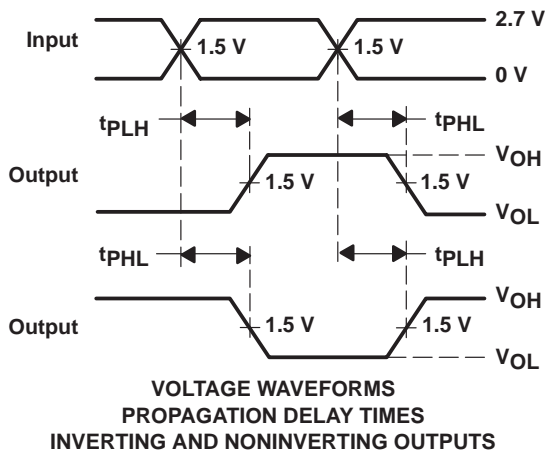 2.7 V
Input
1.5 V 1.5 V
0 V
tPLH tPHL
VOH
Output
1.5 V 1.5 V
VOL
tPHL tPLH
VOH
Output
1.5 V 1.5 V
VOL
VOLTAGE WAVEFORMS
PROPAGATION DELAY TIMES
INVERTING AND NONINVERTING OUTPUTS